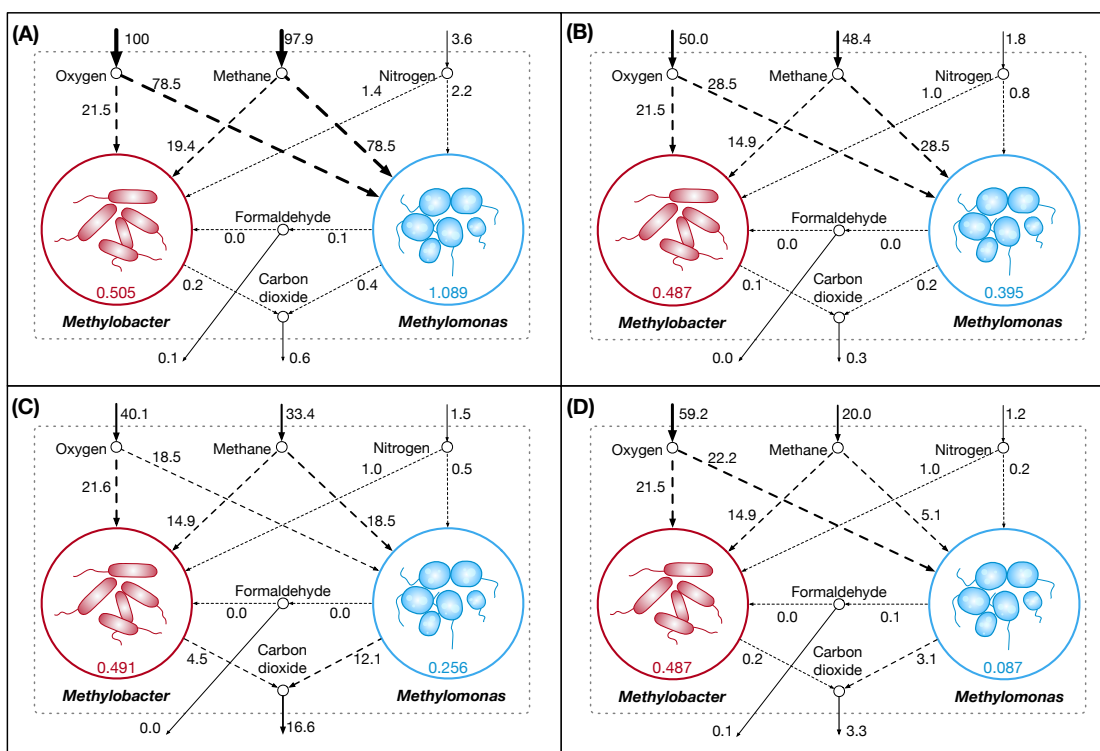 (A)
100
97.9
3.6
Oxygen
Methane
Nitrogen
78.5
1.4
2.2
21.5
19.4
78.5
Formaldehyde
0.0
0.1
Carbon
dioxide
0.2
0.4
0.505
1.089
Methylobacter
Methylomonas
0.1
0.6
(B)
50.0
48.4
1.8
Oxygen
Methane
Nitrogen
28.5
1.0
0.8
21.5
14.9
28.5
Formaldehyde
0.0
0.0
Carbon
dioxide
0.1
0.2
0.487
0.395
Methylobacter
Methylomonas
0.0
0.3
(C)
40.1
33.4
1.5
Oxygen
Methane
Nitrogen
18.5
1.0
0.5
21.6
14.9
18.5
Formaldehyde
0.0
0.0
Carbon
dioxide
4.5
12.1
0.491
0.256
Methylobacter
Methylomonas
0.0
16.6
(D)
59.2
20.0
1.2
Oxygen
Methane
Nitrogen
22.2
1.0
0.2
21.5
14.9
5.1
Formaldehyde
0.0
0.1
Carbon
dioxide
0.2
3.1
0.487
0.087
Methylobacter
Methylomonas
0.1
3.3